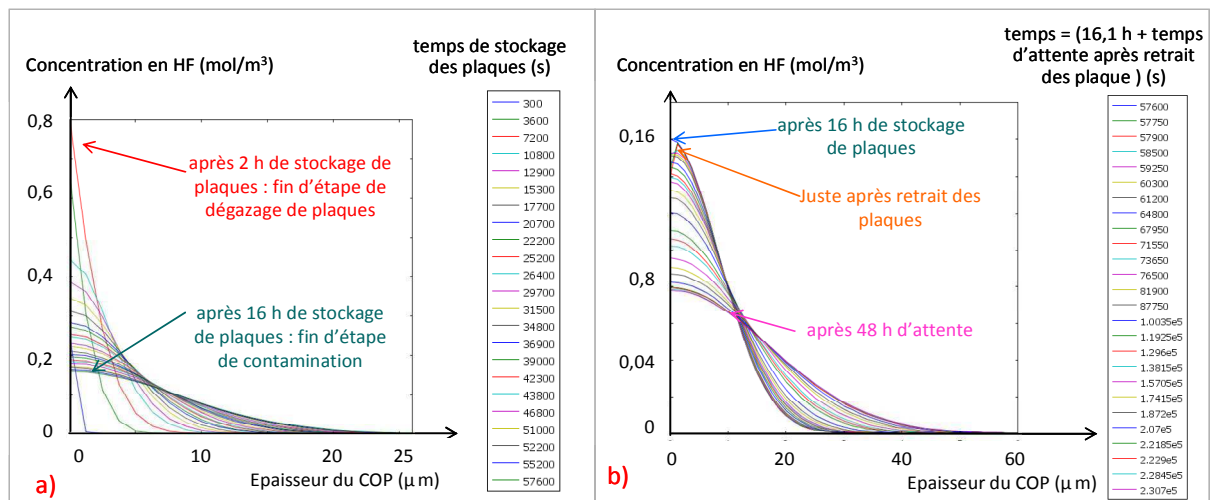 temps de stockage
des plaques (s)
Concentration en HF (mol/m³)
0,8
0,6
0,4
0,2
0
après 2 h de stockage de
plaques : fin d'étape de
dégazage de plaques
après 16 h de stockage
de plaques : fin d'étape
de contamination
0
10
20
Epaisseur du COP (µm)
a)
300
3600
7200
10800
12900
15300
17700
20700
22200
25200
26400
29700
31500
34800
36900
39000
42300
43800
46800
51000
52200
55200
57600
temps = (16,1 h + temps
d'attente après retrait
des plaque ) (s)
Concentration en HF (mol/m³)
0,16
0,8
0,04
0
après 16 h de stockage
de plaques
Juste après retrait des
plaques
après 48 h d'attente
0
10
20
30
40
50
60
Epaisseur du COP (µm)
b)
57600
57750
57900
58500
59250
60300
61200
64800
67950
71550
73650
76500
81900
87750
1.0035e5
1.1925e5
1.296e5
1.3815e5
1.5705e5
1.7415e5
1.872e5
2.07e5
2.2185e5
2.229e5
2.2845e5
2.307e5